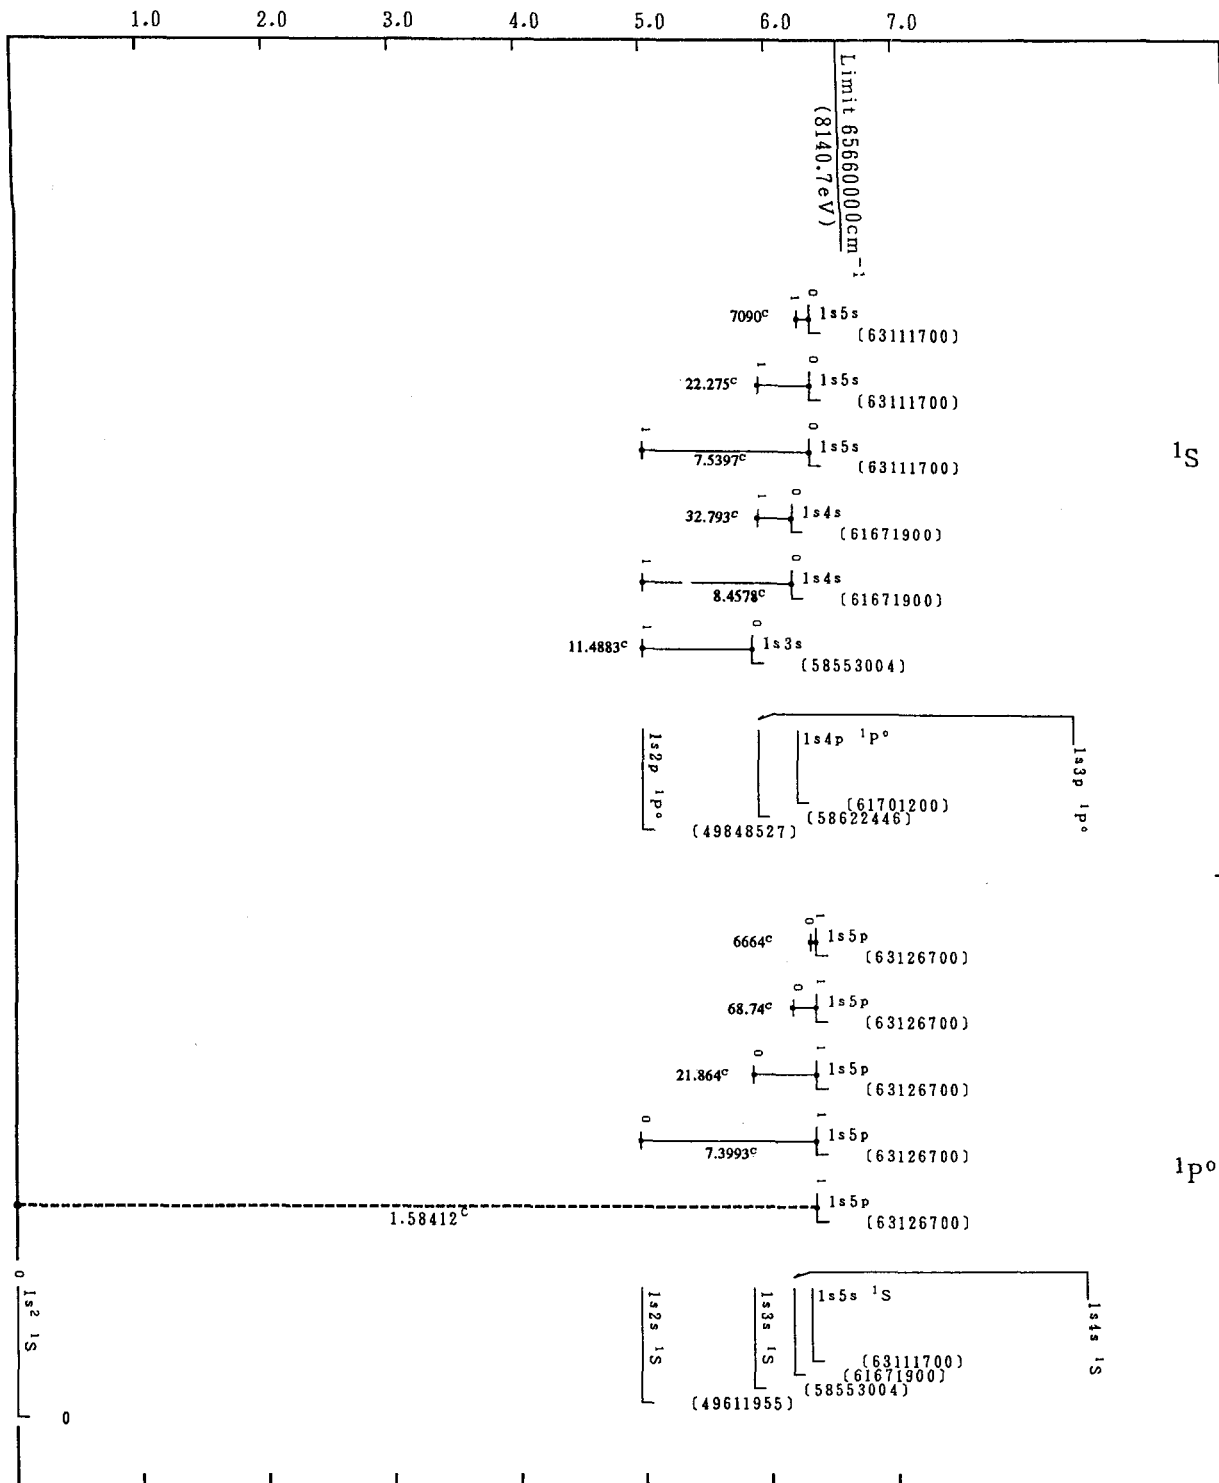 1.0 2.0 3.0 4.0 5.0 6.0 7.0
Limit 65660000cm⁻¹
(8140.7eV)
7090ᶜ 1 0 1s5s
(63111700)
22.275ᶜ 1 0 1s5s
(63111700)
1 0 1s5s
7.5397ᶜ (63111700)
¹S
32.793ᶜ 1 0 1s4s
(61671900)
1 0 1s4s
8.4578ᶜ (61671900)
11.4883ᶜ 1 0 1s3s
(58553004)
1s2p ¹P°
1s4p ¹P°
1s3p ¹P°
(61701200)
(58622446)
(49848527)
6664ᶜ 0 1 1s5p
(63126700)
68.74ᶜ 0 1 1s5p
(63126700)
21.864ᶜ 0 1 1s5p
(63126700)
0 1 1s5p
7.3993ᶜ (63126700)
¹P°
1 1s5p
1.58412ᶜ (63126700)
0 1s² ¹S
1s2s ¹S
1s3s ¹S
1s5s ¹S
1s4s ¹S
(63111700)
(61671900)
(58553004)
(49611955)
0